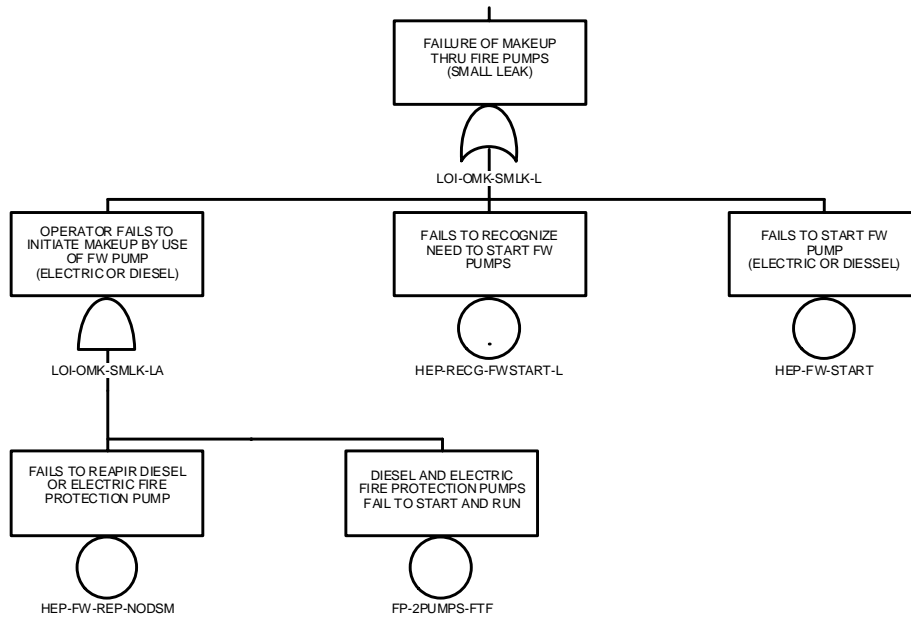 FAILURE OF MAKEUP
THRU FIRE PUMPS
(SMALL LEAK)
LOI-OMK-SMLK-L
OPERATOR FAILS TO
INITIATE MAKEUP BY USE
OF FW PUMP
(ELECTRIC OR DIESEL)
LOI-OMK-SMLK-LA
FAILS TO RECOGNIZE
NEED TO START FW
PUMPS
HEP-RECG-FWSTART-L
FAILS TO START FW
PUMP
(ELECTRIC OR DIESSEL)
HEP-FW-START
FAILS TO REAPIR DIESEL
OR ELECTRIC FIRE
PROTECTION PUMP
HEP-FW-REP-NODSM
DIESEL AND ELECTRIC
FIRE PROTECTION PUMPS
FAIL TO START AND RUN
FP-2PUMPS-FTF